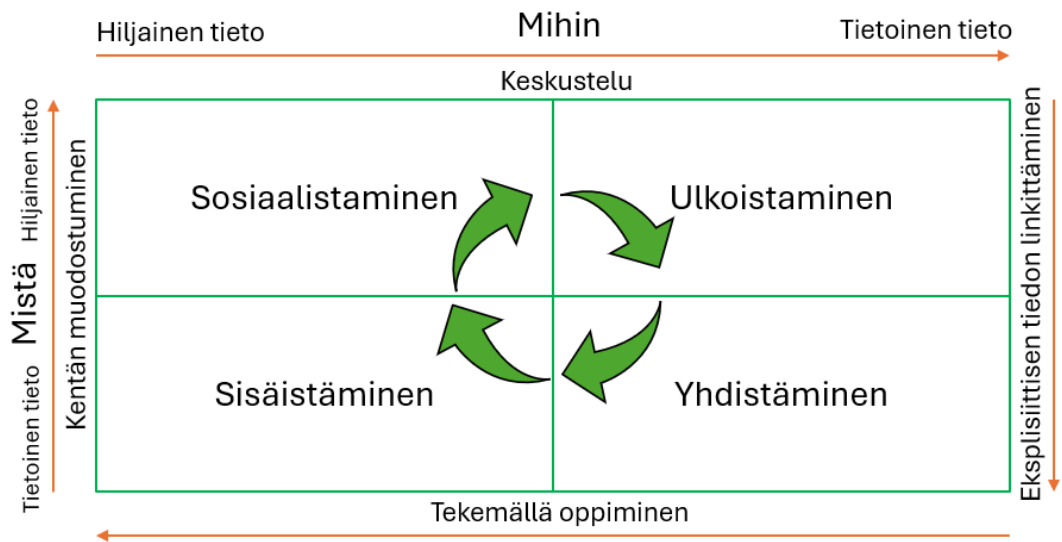 Mihin
Hiljainen tieto
Tietoinen tieto
Keskustelu
Mistä
Hiljainen tieto
Tietoinen tieto
Kentän muodostuminen
Sosiaalistaminen
Ulkoistaminen
Sisäistäminen
Yhdistäminen
Eksplisiittisen tiedon linkittäminen
Tekemällä oppiminen